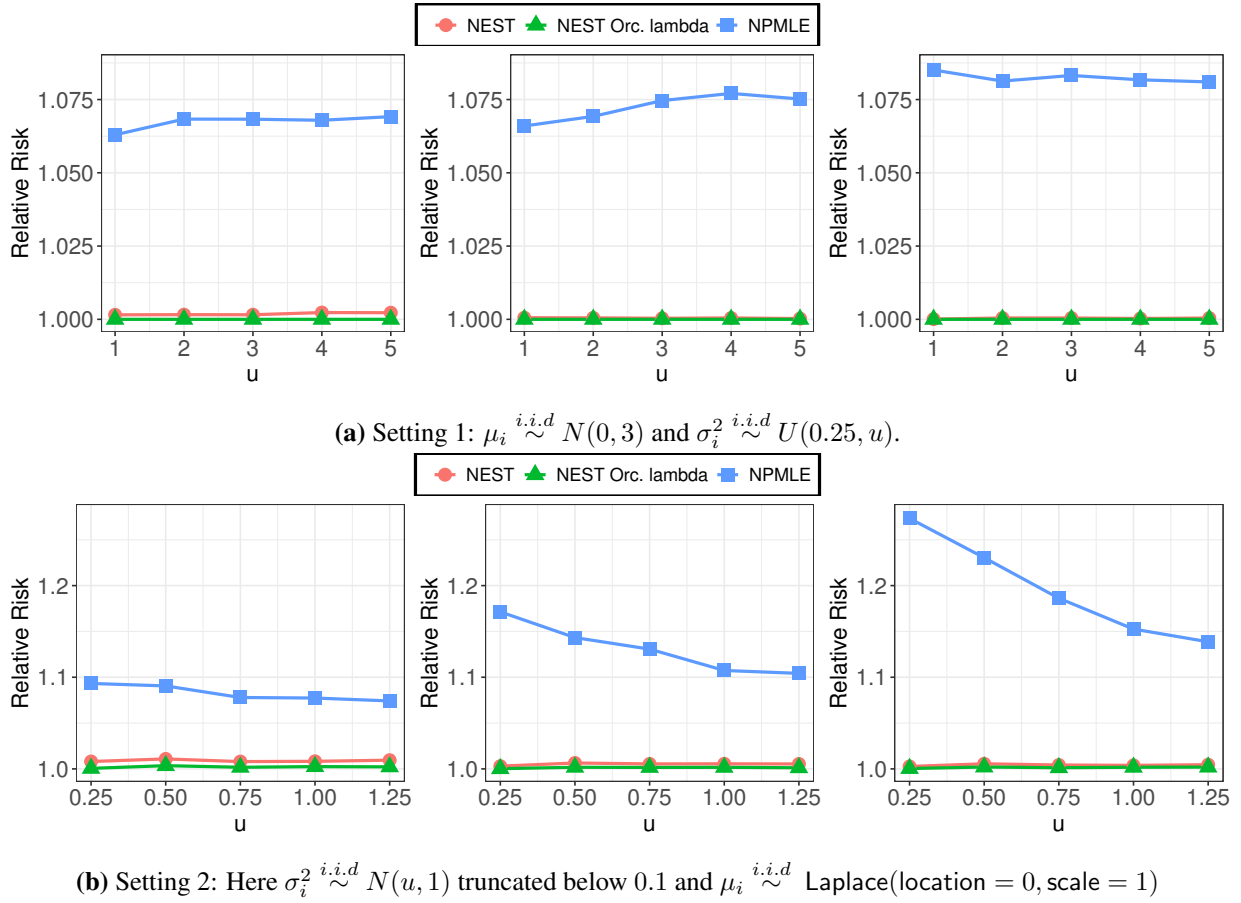 NEST NEST Orc. lambda NPMLE
Relative Risk
1.075
1.050
1.025
1.000
1 2 3 4 5
u
Relative Risk
1.075
1.050
1.025
1.000
1 2 3 4 5
u
Relative Risk
1.075
1.050
1.025
1.000
1 2 3 4 5
u
(a) Setting 1: μ_i i.i.d ∼ N(0, 3) and σ_i^2 i.i.d ∼ U(0.25, u).
NEST NEST Orc. lambda NPMLE
Relative Risk
1.2
1.1
1.0
0.25 0.50 0.75 1.00 1.25
u
Relative Risk
1.2
1.1
1.0
0.25 0.50 0.75 1.00 1.25
u
Relative Risk
1.2
1.1
1.0
0.25 0.50 0.75 1.00 1.25
u
(b) Setting 2: Here σ_i^2 i.i.d ∼ N(u, 1) truncated below 0.1 and μ_i i.i.d ∼ Laplace(location = 0, scale = 1)